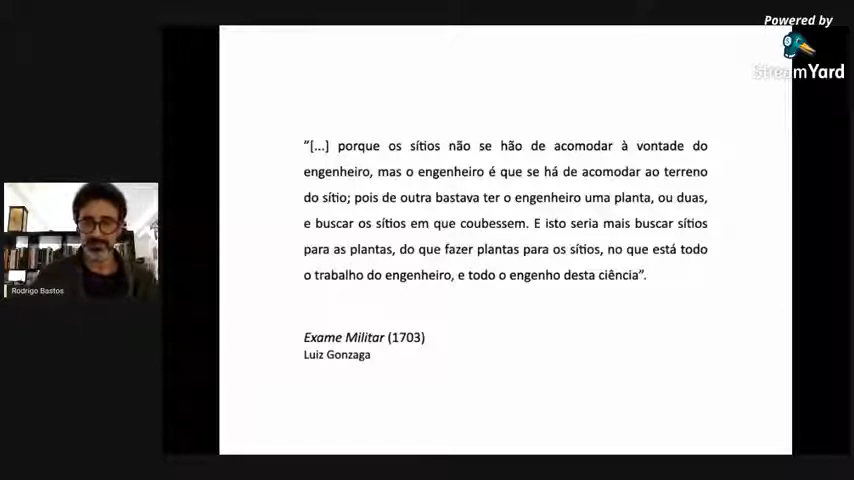 Powered by
StreamYard
"[...] porque os sítios não se hão de acomodar à vontade do
engenheiro, mas o engenheiro é que se há de acomodar ao terreno
do sítio; pois de outra bastava ter o engenheiro uma planta, ou duas,
e buscar os sítios em que coubessem. E isto seria mais buscar sítios
para as plantas, do que fazer plantas para os sítios, no que está todo
o trabalho do engenheiro, e todo o engenho desta ciência".
Rodrigo Bastos
Exame Militar (1703)
Luiz Gonzaga